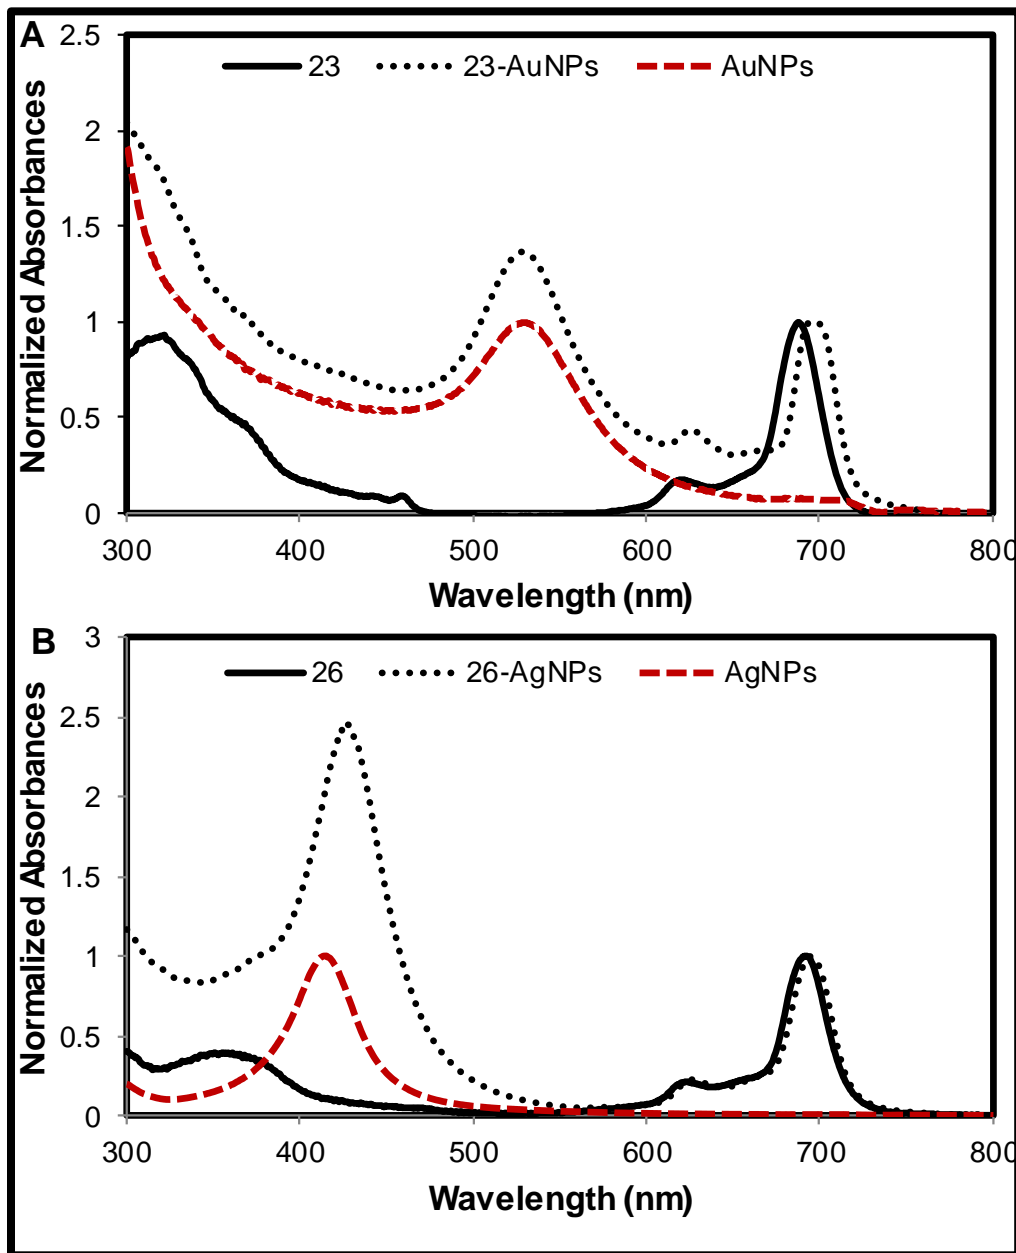 A
23 23-AuNPs AuNPs
Normalized Absorbances
2.5
2
1.5
1
0.5
0
300 400 500 600 700 800
Wavelength (nm)
B
26 26-AgNPs AgNPs
Normalized Absorbances
3
2.5
2
1.5
1
0.5
0
300 400 500 600 700 800
Wavelength (nm)